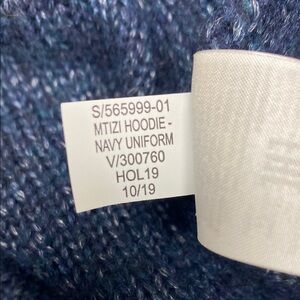 S/565999-01
MTIZI HOODIE -
NAVY UNIFORM
V/300760
HOL19
10/19